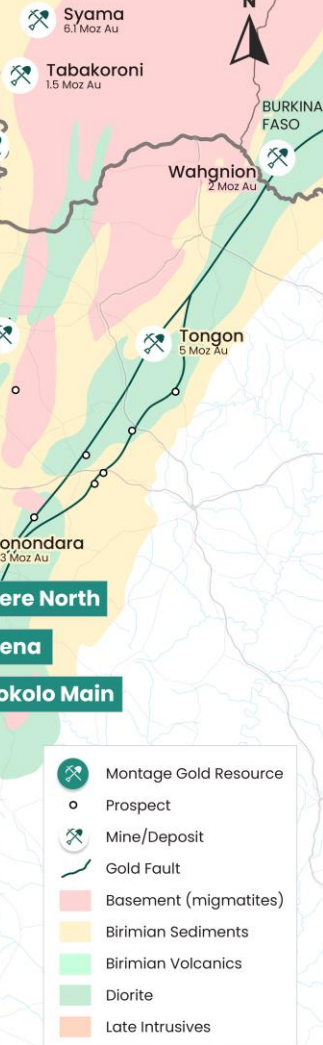 N
Syama
6.1 Moz Au
Tabakoroni
1.5 Moz Au
BURKINA
FASO
Wahgnion
2 Moz Au
Tongon
5 Moz Au
onondara
3 Moz Au
ere North
ena
okolo Main
Montage Gold Resource
Prospect
Mine/Deposit
Gold Fault
Basement (migmatites)
Birimian Sediments
Birimian Volcanics
Diorite
Late Intrusives